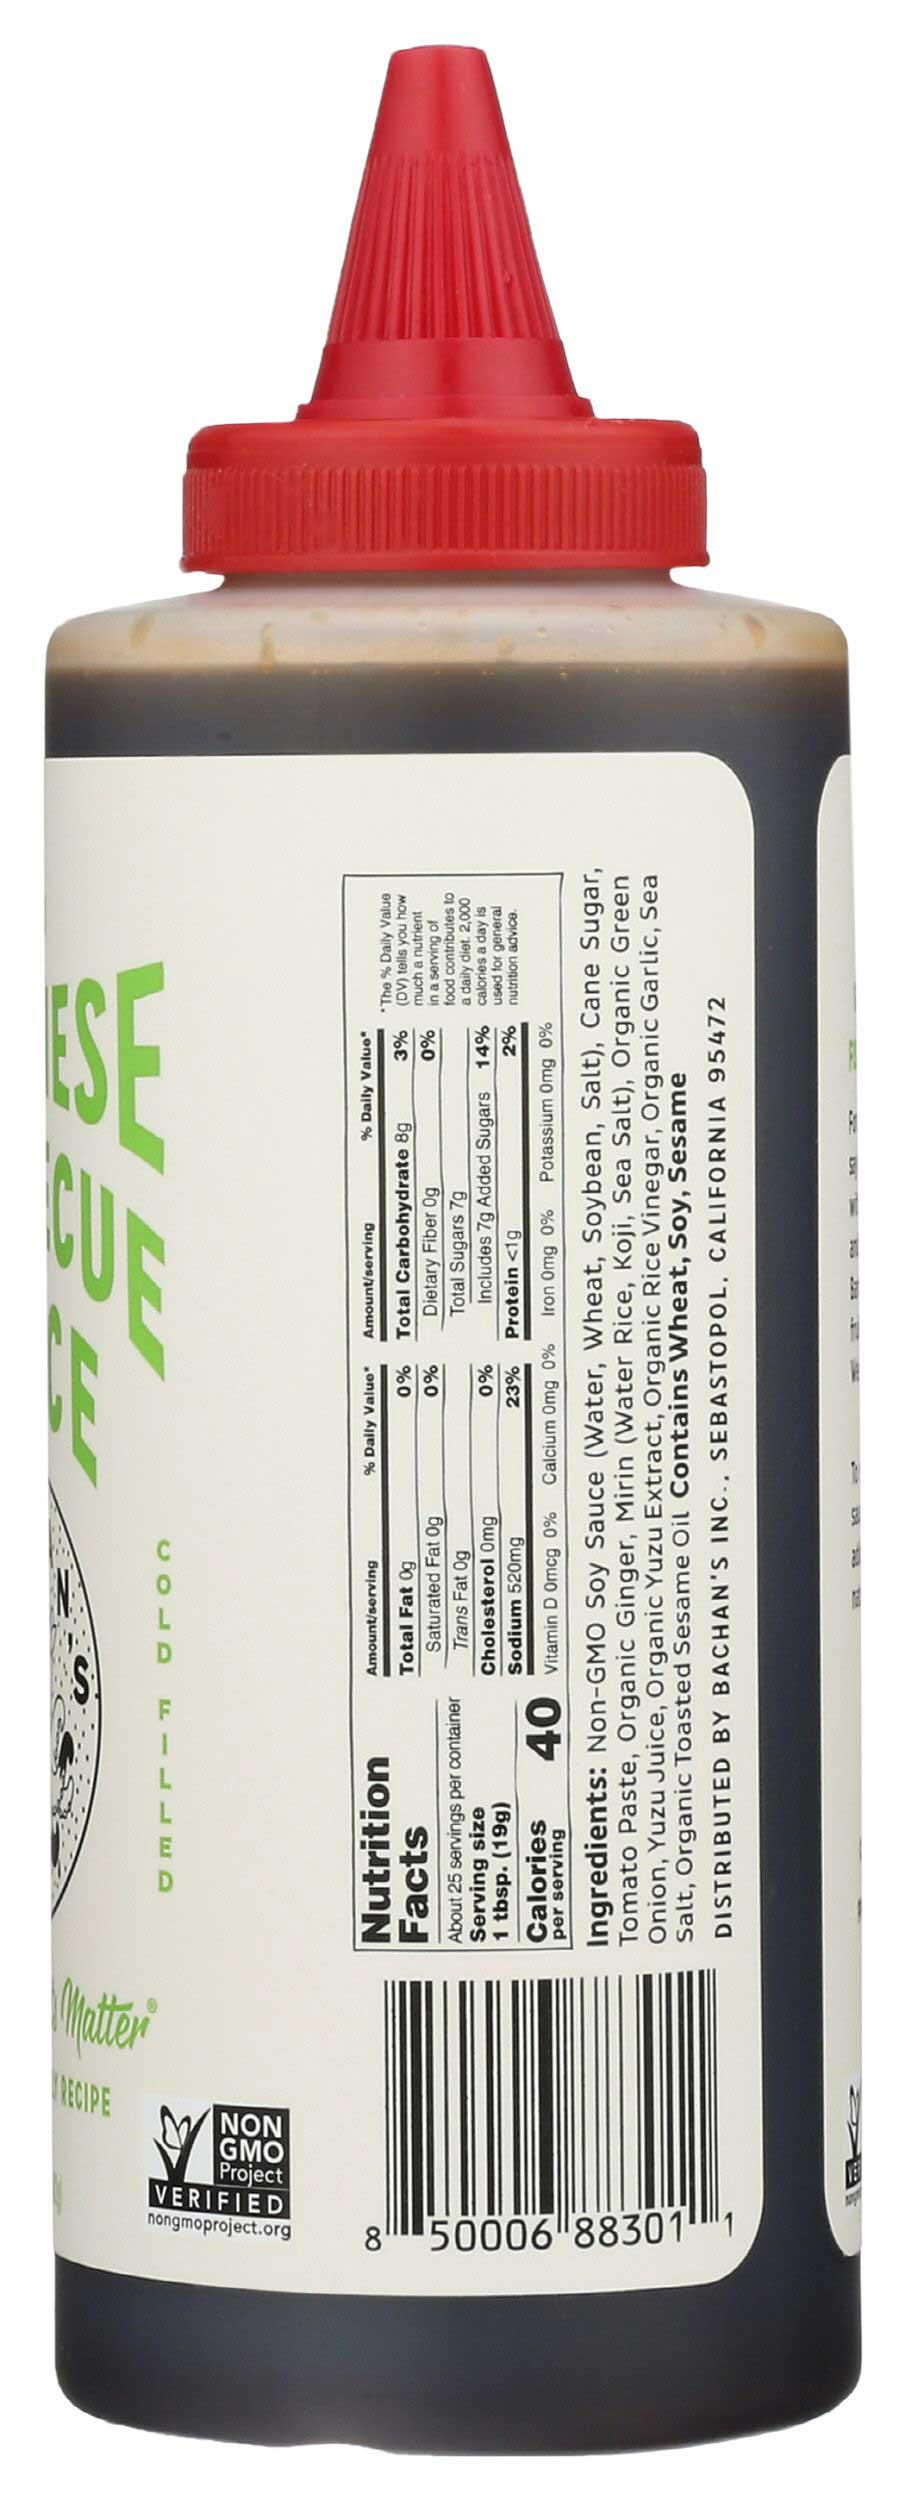 ESE
ECUE
CE
N
'S
COLD FILLED
Matter®
RECIPE
NON
GMO
Project
VERIFIED
nongmoproject.org
Nutrition
Facts
About 25 servings per container
Serving size
1 tbsp. (19g)
Calories 40
per serving
Amount/serving % Daily Value*
Total Fat 0g 0%
Saturated Fat 0g 0%
Trans Fat 0g
Cholesterol 0mg 0%
Sodium 520mg 23%
Amount/serving % Daily Value*
Total Carbohydrate 8g 3%
Dietary Fiber 0g 0%
Total Sugars 7g
Includes 7g Added Sugars 14%
Protein <1g 2%
Vitamin D 0mcg 0% Calcium 0mg 0% Iron 0mg 0% Potassium 0mg 0%
*The % Daily Value
(DV) tells you how
much a nutrient
in a serving of
food contributes to
a daily diet. 2,000
calories a day is
used for general
nutrition advice.
Ingredients: Non-GMO Soy Sauce (Water, Wheat, Soybean, Salt), Cane Sugar,
Tomato Paste, Organic Ginger, Mirin (Water Rice, Koji, Sea Salt), Organic Green
Onion, Yuzu Juice, Organic Yuzu Extract, Organic Rice Vinegar, Organic Garlic, Sea
Salt, Organic Toasted Sesame Oil Contains Wheat, Soy, Sesame
DISTRIBUTED BY BACHAN'S INC., SEBASTOPOL, CALIFORNIA 95472
8 50006 88301 1